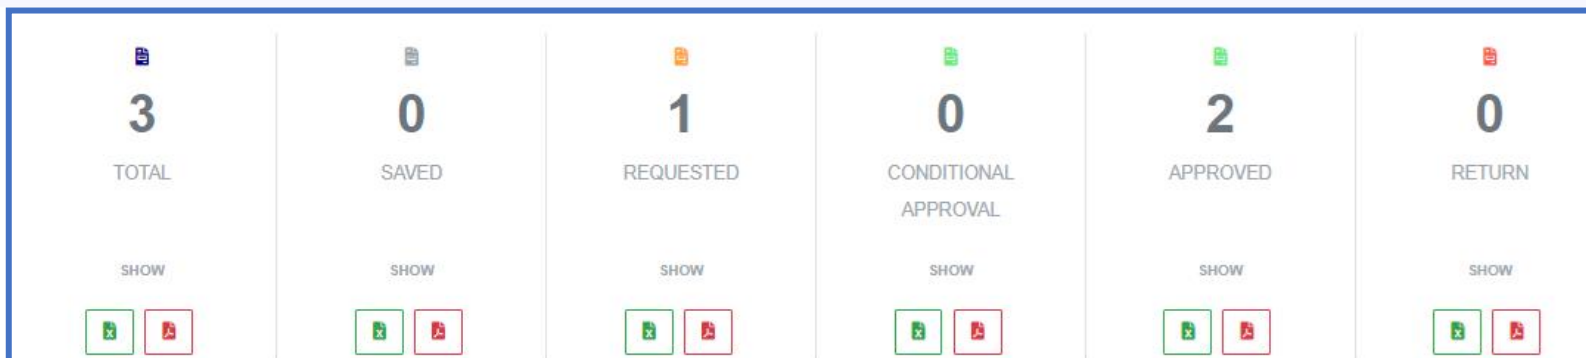 3
TOTAL
SHOW
0
SAVED
SHOW
1
REQUESTED
SHOW
0
CONDITIONAL
APPROVAL
SHOW
2
APPROVED
SHOW
0
RETURN
SHOW